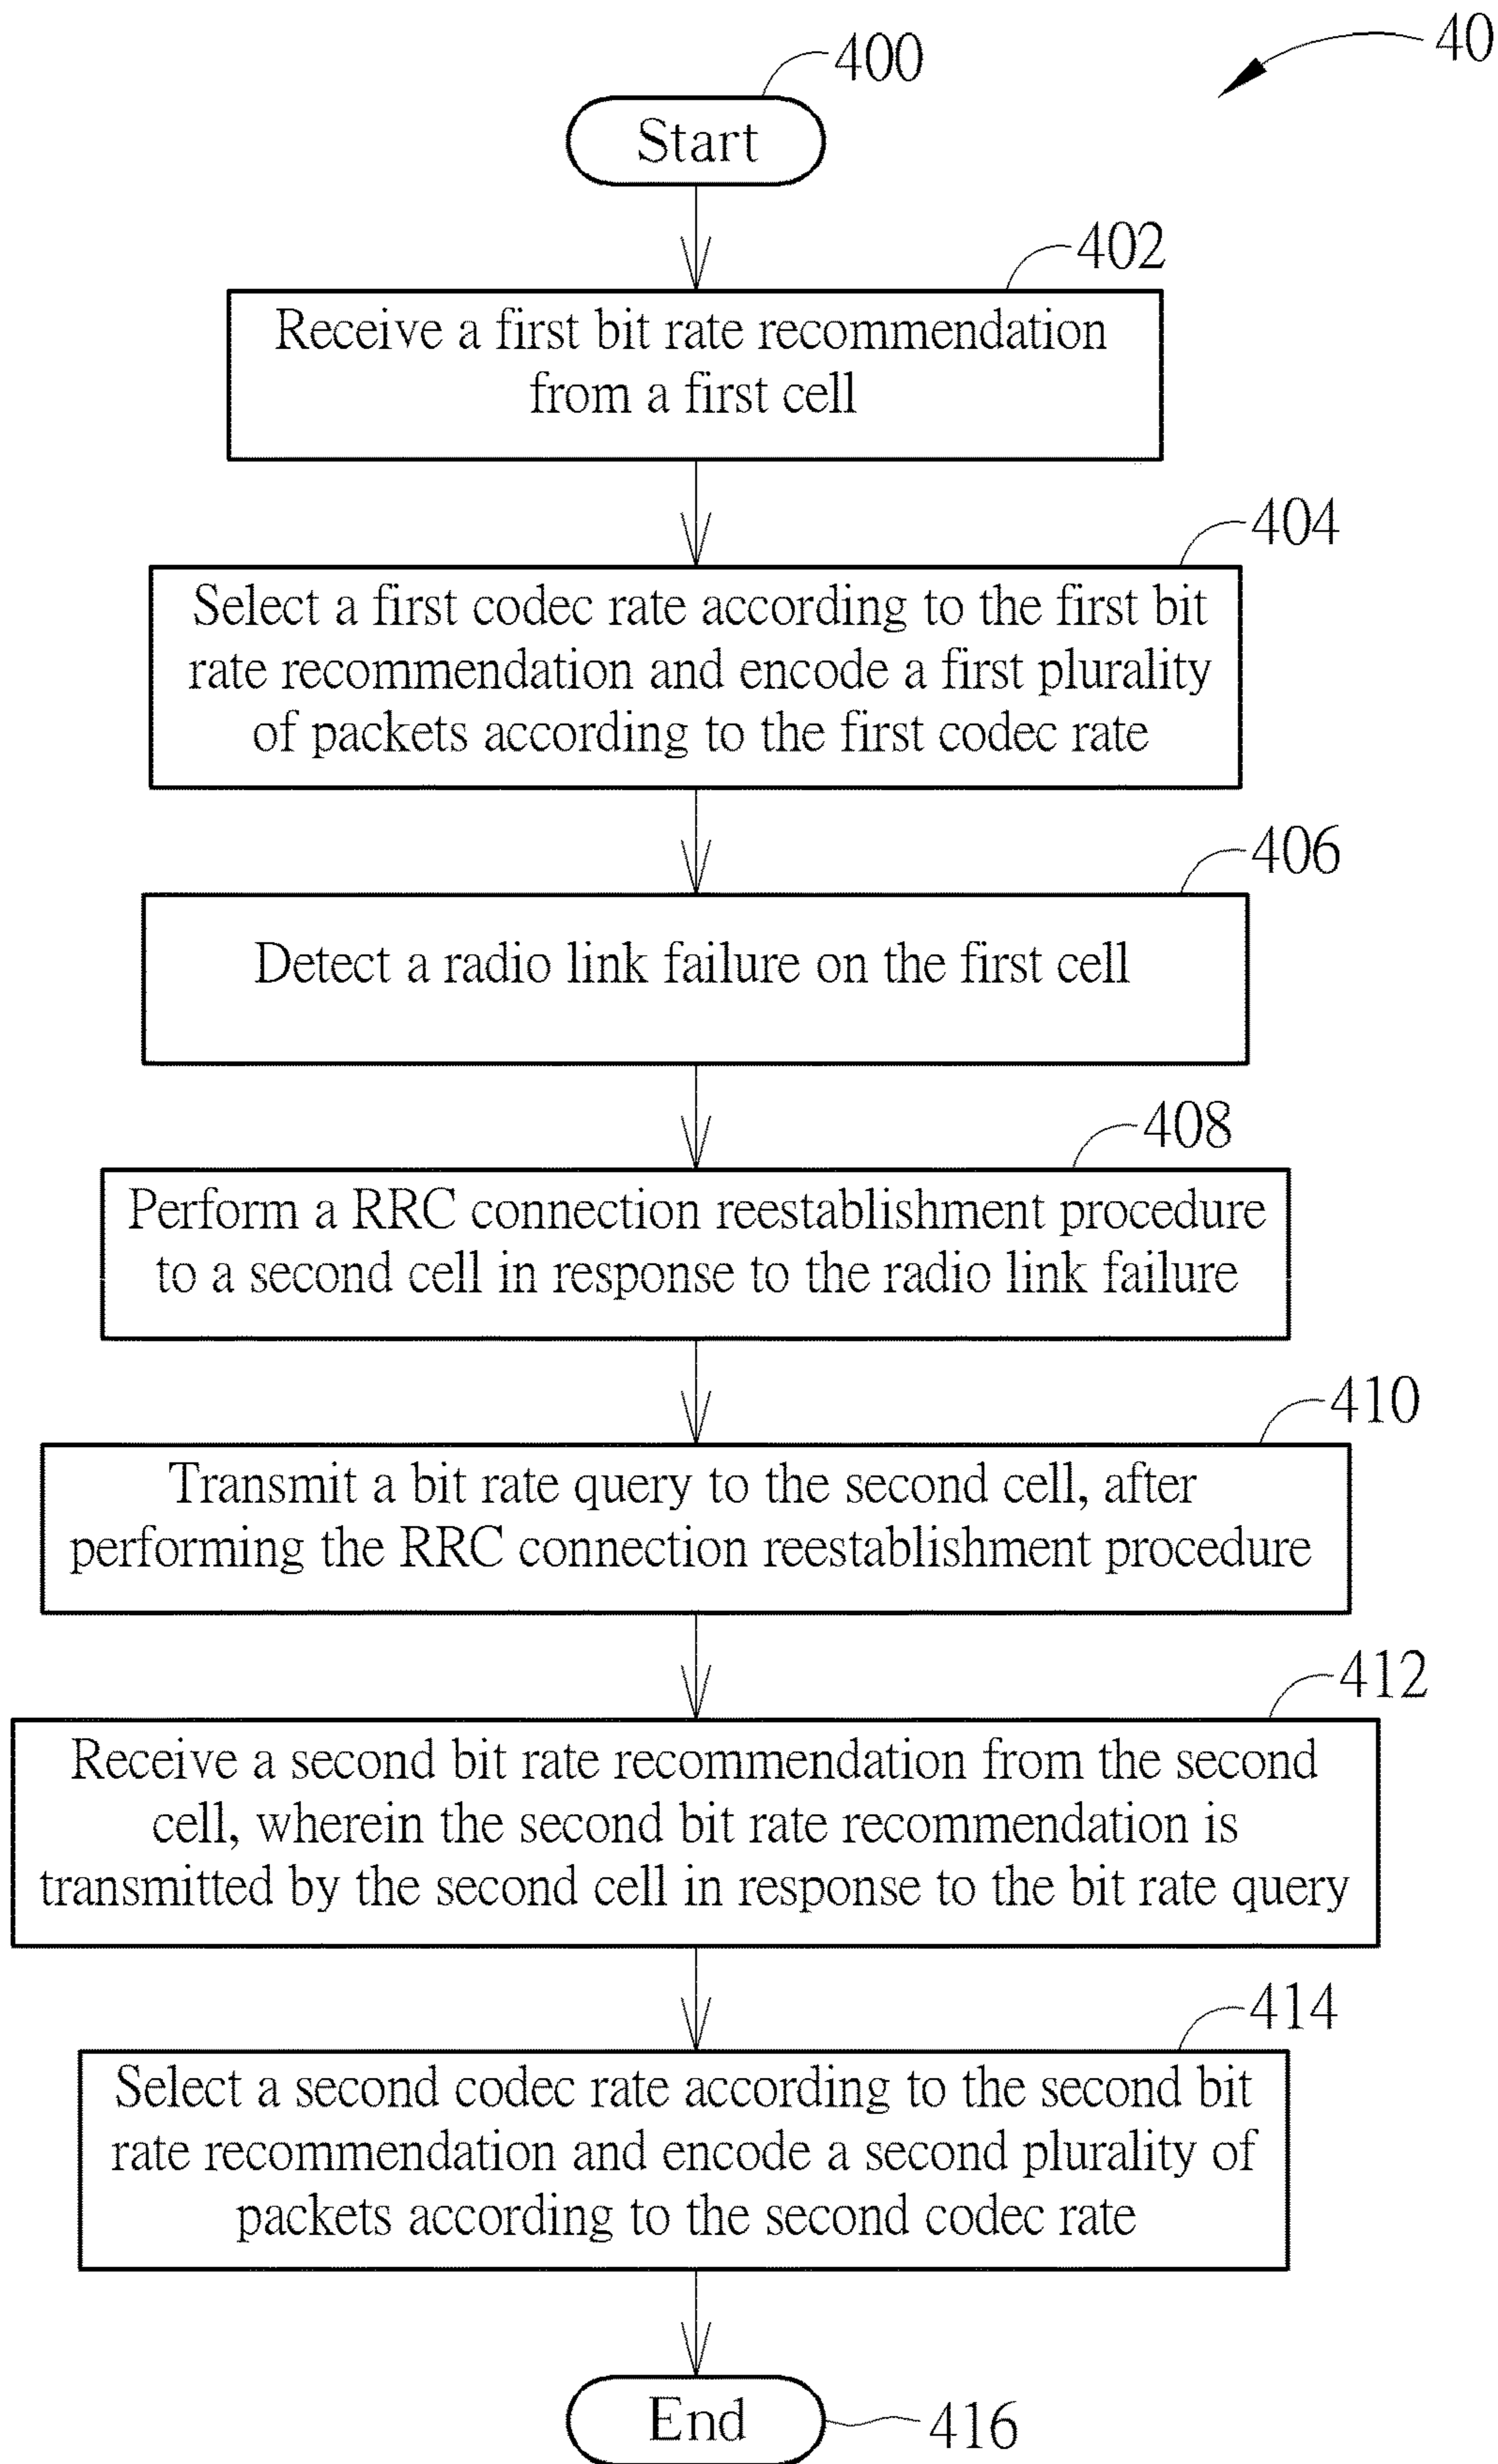 40
400
Start
402
Receive a first bit rate recommendation
from a first cell
404
Select a first codec rate according to the first bit
rate recommendation and encode a first plurality
of packets according to the first codec rate
406
Detect a radio link failure on the first cell
408
Perform a RRC connection reestablishment procedure
to a second cell in response to the radio link failure
410
Transmit a bit rate query to the second cell, after
performing the RRC connection reestablishment procedure
412
Receive a second bit rate recommendation from the second
cell, wherein the second bit rate recommendation is
transmitted by the second cell in response to the bit rate query
414
Select a second codec rate according to the second bit
rate recommendation and encode a second plurality of
packets according to the second codec rate
End
416